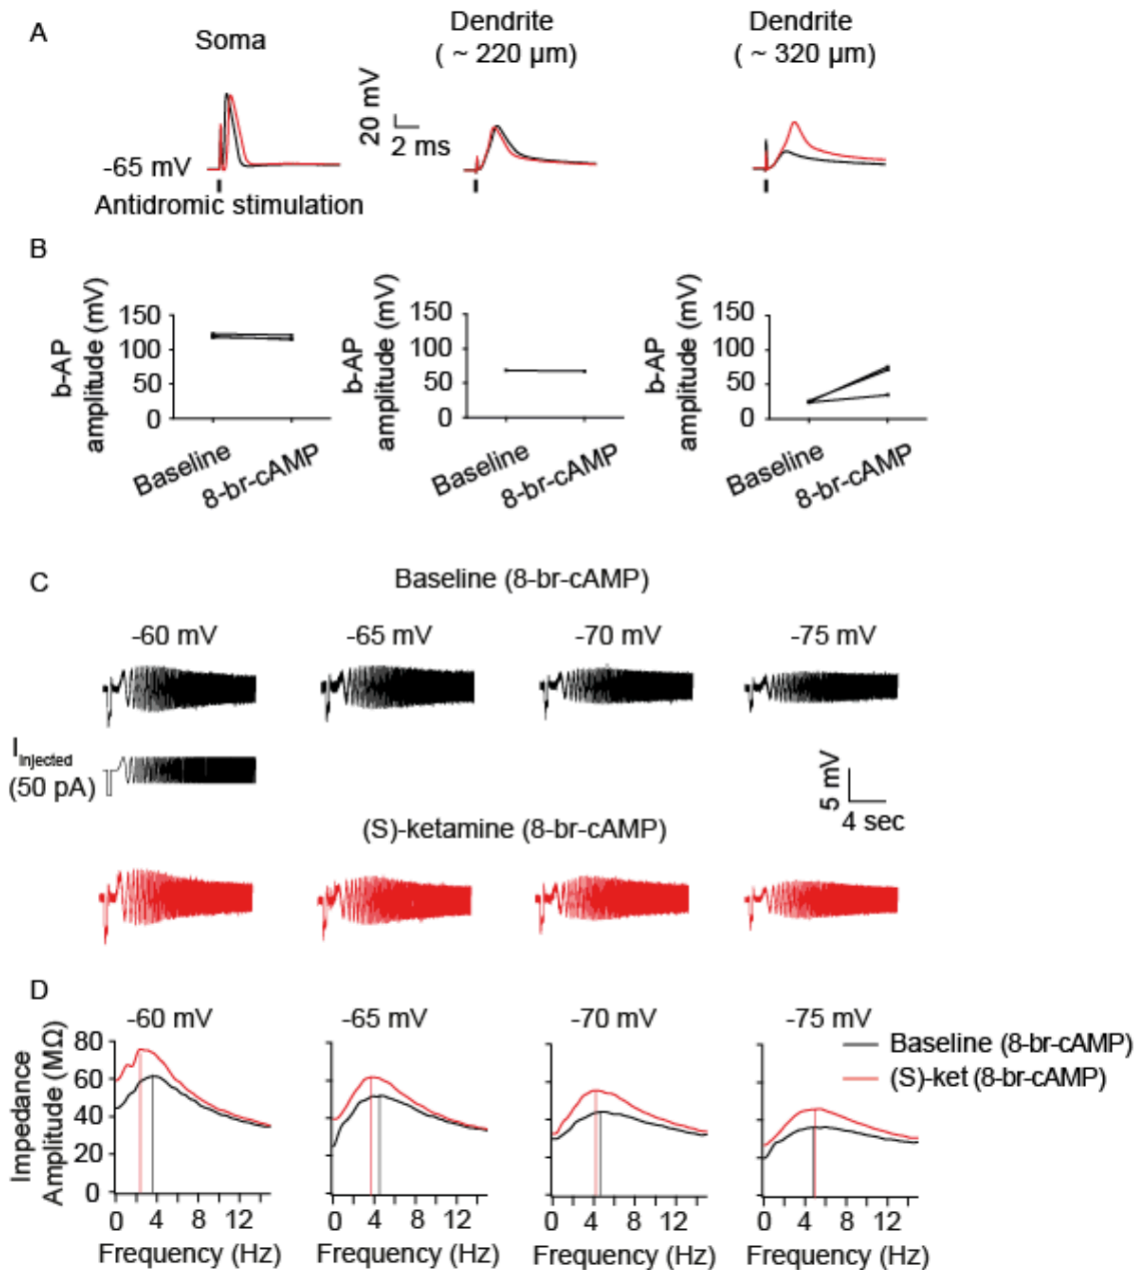 A
Soma
Dendrite
( ~ 220 µm)
Dendrite
( ~ 320 µm)
20 mV
2 ms
-65 mV
Antidromic stimulation
B
b-AP
amplitude (mV)
150
100
50
0
Baseline
8-br-cAMP
b-AP
amplitude (mV)
150
100
50
0
Baseline
8-br-cAMP
b-AP
amplitude (mV)
150
100
50
0
Baseline
8-br-cAMP
C
Baseline (8-br-cAMP)
-60 mV
-65 mV
-70 mV
-75 mV
I Injected
(50 pA)
5 mV
4 sec
(S)-ketamine (8-br-cAMP)
D
-60 mV
-65 mV
-70 mV
-75 mV
Baseline (8-br-cAMP)
(S)-ket (8-br-cAMP)
Impedance
Amplitude (MΩ)
80
60
40
20
0
0 4 8 12
Frequency (Hz)
0 4 8 12
Frequency (Hz)
0 4 8 12
Frequency (Hz)
0 4 8 12
Frequency (Hz)